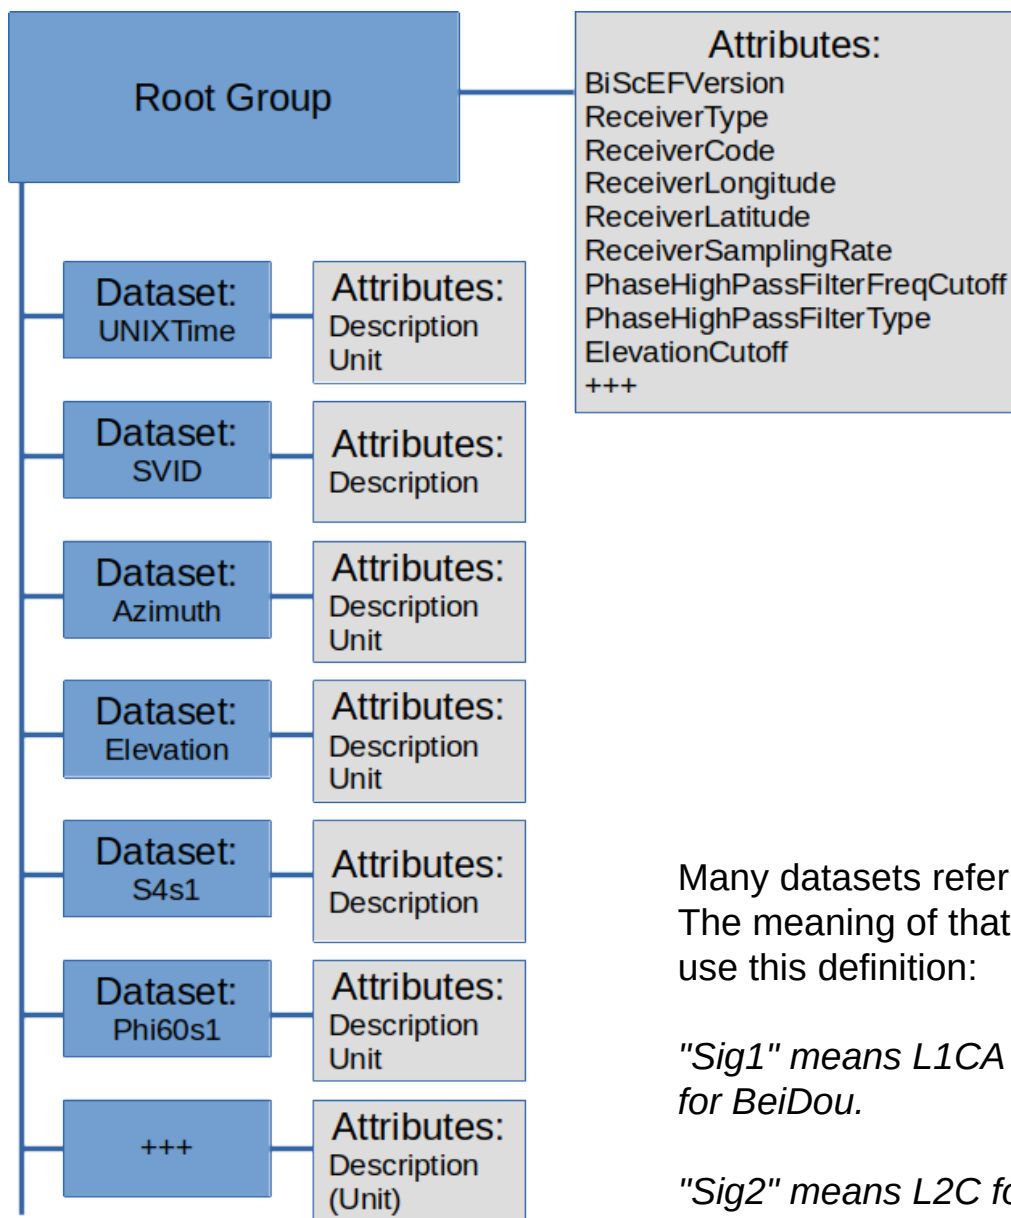 Root Group
Attributes:
BiScEFVersion
ReceiverType
ReceiverCode
ReceiverLongitude
ReceiverLatitude
ReceiverSamplingRate
PhaseHighPassFilterFreqCutoff
PhaseHighPassFilterType
ElevationCutoff
+++
Dataset:
UNIXTime
Attributes:
Description
Unit
Dataset:
SVID
Attributes:
Description
Dataset:
Azimuth
Attributes:
Description
Unit
Dataset:
Elevation
Attributes:
Description
Unit
Dataset:
S4s1
Attributes:
Description
Dataset:
Phi60s1
Attributes:
Description
Unit
+++
Attributes:
Description
(Unit)
Many datasets refer
The meaning of that
use this definition:
"Sig1" means L1CA
for BeiDou.
"Sig2" means L2C fo